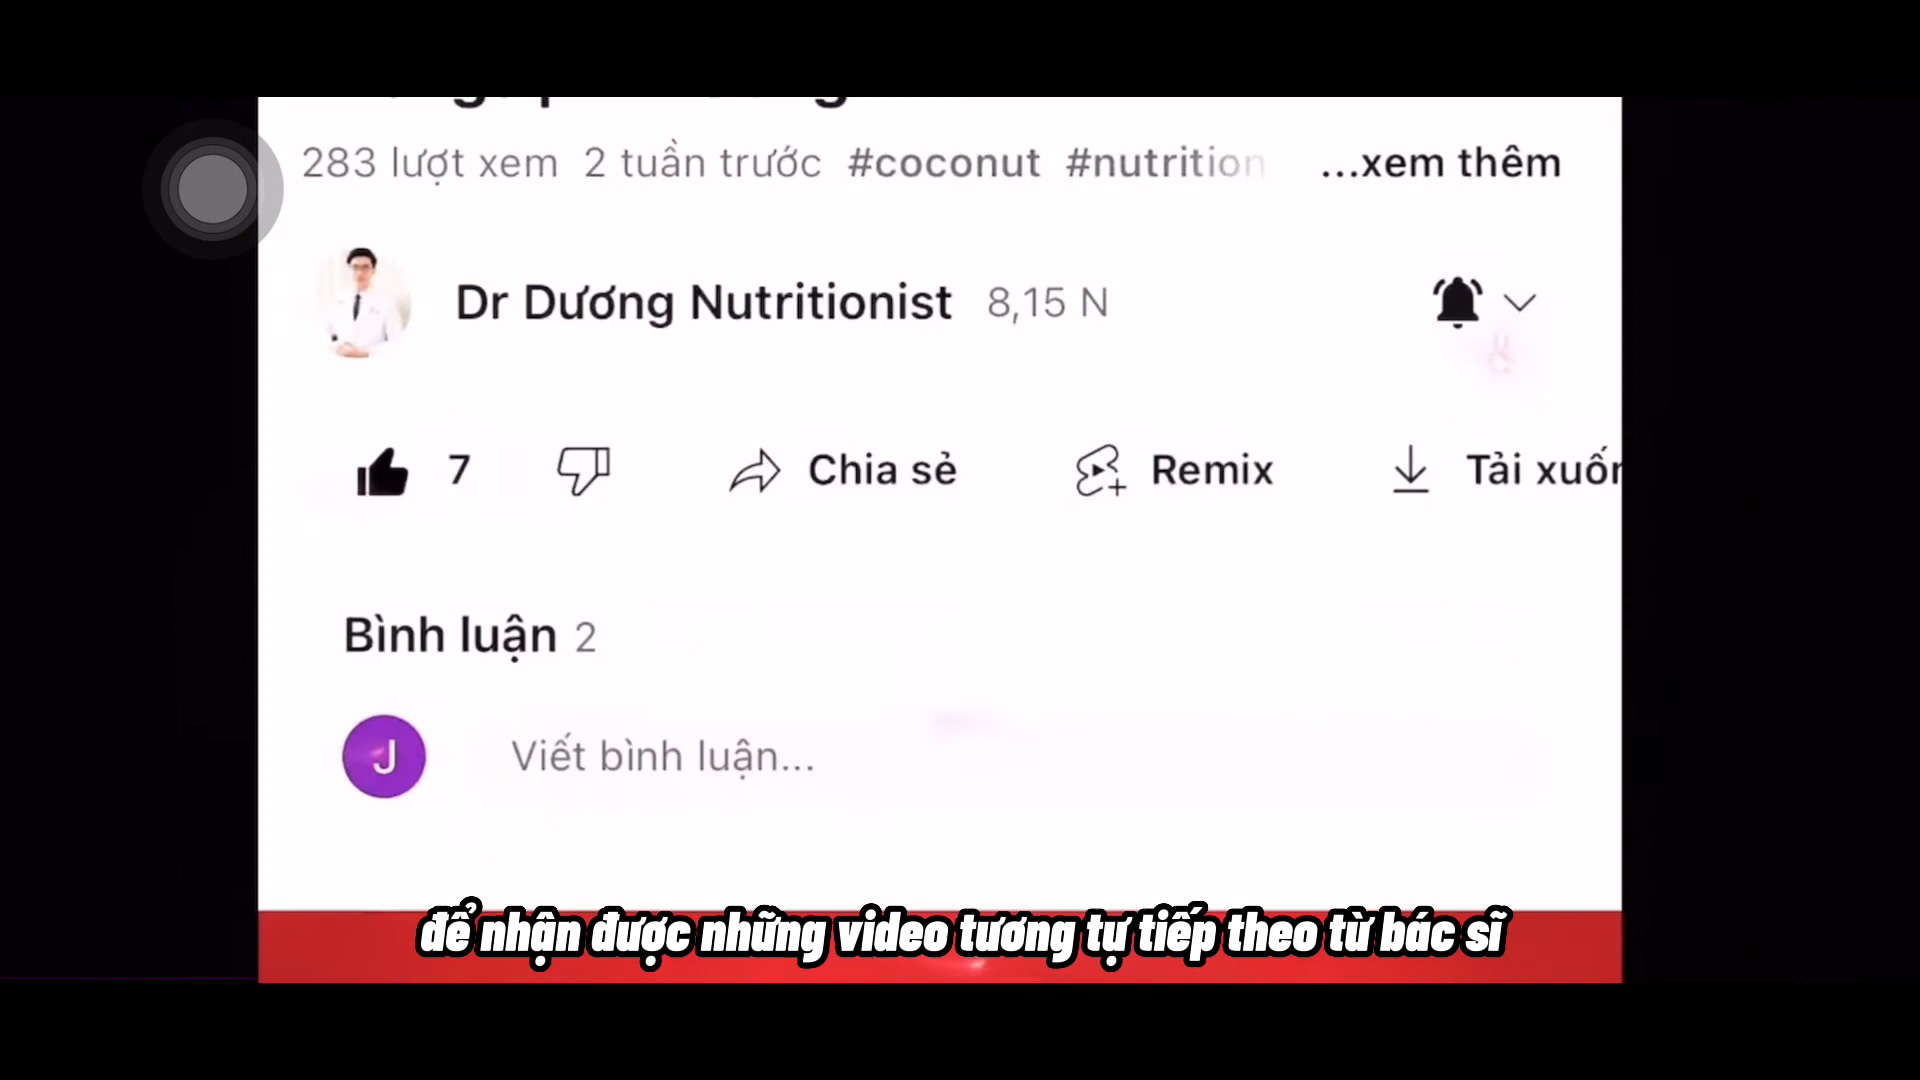 283 lượt xem 2 tuần trước #coconut #nutrition ...xem thêm
Dr Dương Nutritionist 8,15 N
7 Chia sẻ Remix Tải xuốn
Bình luận 2
J Viết bình luận...
để nhận được những video tương tự tiếp theo từ bác sĩ